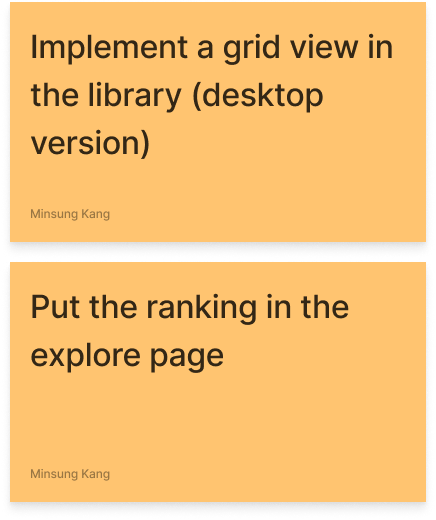 Implement a grid view in
the library (desktop
version)
Minsung Kang
Put the ranking in the
explore page
Minsung Kang